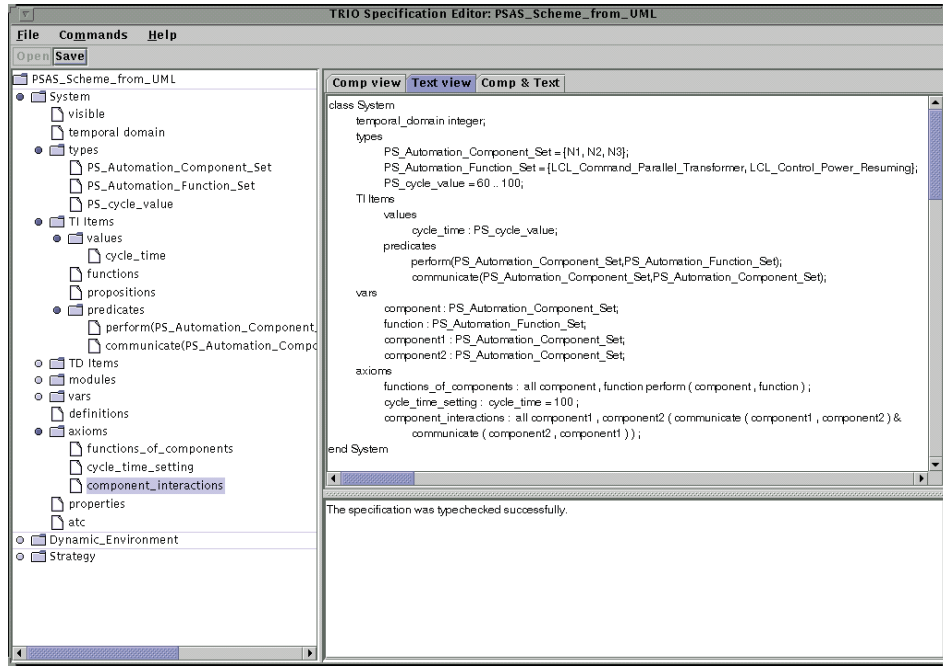 TRIO Specification Editor: PSAS_Scheme_from_UML
File Commands Help
Open Save
PSAS_Scheme_from_UML
System
visible
temporal domain
types
PS_Automation_Component_Set
PS_Automation_Function_Set
PS_cycle_value
TI Items
values
cycle_time
functions
propositions
predicates
perform(PS_Automation_Component_
communicate(PS_Automation_Compo
TD Items
modules
vars
definitions
axioms
functions_of_components
cycle_time_setting
component_interactions
properties
atc
Dynamic_Environment
Strategy
Comp view Text view Comp & Text
class System
temporal_domain integer;
types
PS_Automation_Component_Set = {N1, N2, N3};
PS_Automation_Function_Set = {LCL_Command_Parallel_Transformer, LCL_Control_Power_Resuming};
PS_cycle_value = 60 .. 100;
TI Items
values
cycle_time : PS_cycle_value;
predicates
perform(PS_Automation_Component_Set,PS_Automation_Function_Set);
communicate(PS_Automation_Component_Set,PS_Automation_Component_Set);
vars
component : PS_Automation_Component_Set;
function : PS_Automation_Function_Set;
component1 : PS_Automation_Component_Set;
component2 : PS_Automation_Component_Set;
axioms
functions_of_components : all component , function perform ( component , function ) ;
cycle_time_setting : cycle_time = 100 ;
component_interactions : all component1 , component2 ( communicate ( component1 , component2 ) &
communicate ( component2 , component1 ) ) ;
end System
The specification was typechecked successfully.